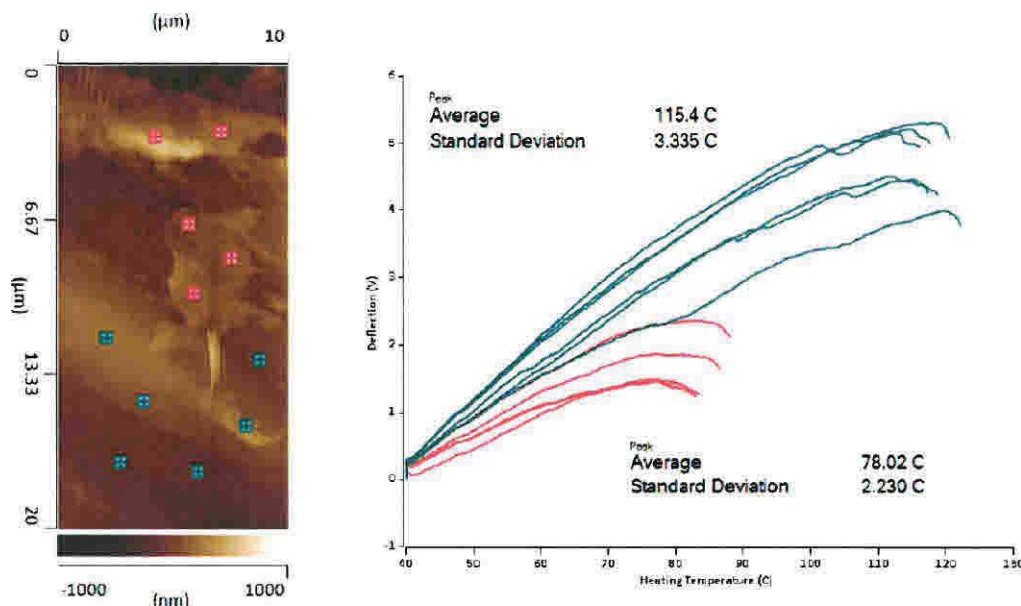 (µm)
0 10
0
6.67
13.33
20
(µm)
-1000 1000
(nm)
Peak
Average 115.4 C
Standard Deviation 3.335 C
Peak
Average 78.02 C
Standard Deviation 2.230 C
6
5
4
3
2
1
0
-1
Deflection (V)
40 50 60 70 80 90 100 110 120 130
Heating Temperature (C)